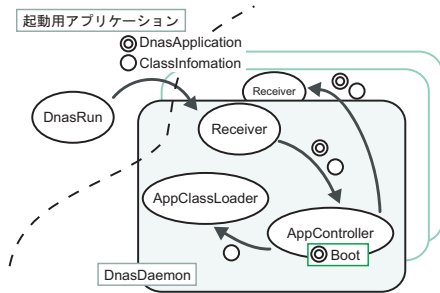 起動用アプリケーション
DnasApplication
ClassInfomation
Receiver
DnasRun
Receiver
AppClassLoader
AppController
Boot
DnasDaemon